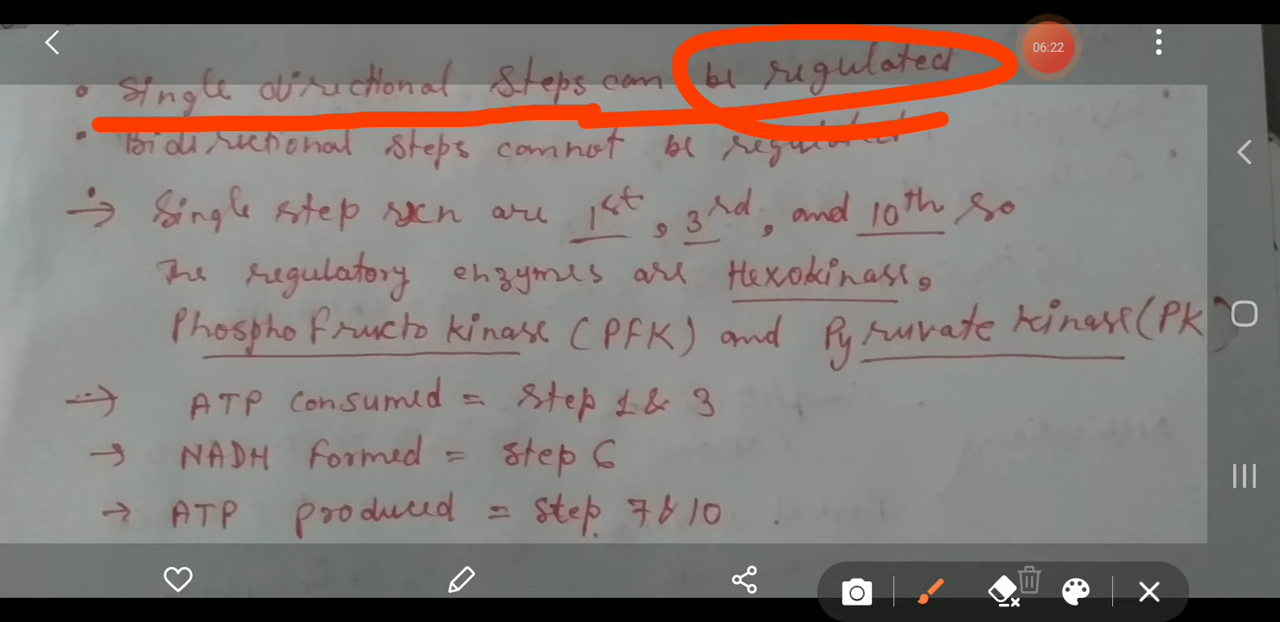 06:22
• Single directional steps can be regulated
• Bidirectional steps cannot be regulated
→ Single step rxn are 1st, 3rd, and 10th so
The regulatory enzymes are Hexokinase,
Phosphofructokinase (PFK) and Pyruvate kinase (PK)
→ ATP consumed = step 1 & 3
→ NADH formed = step 6
→ ATP produced = step 7 & 10.